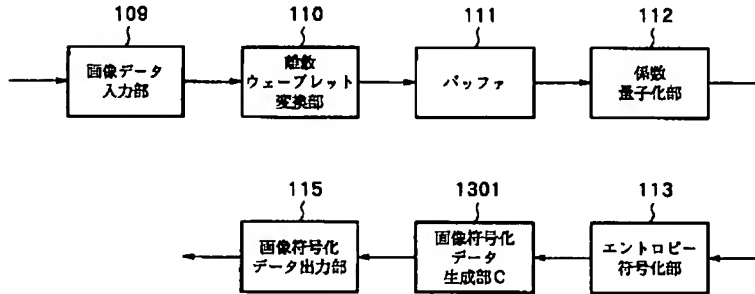 109
110
111
112
画像データ
入力部
離散
ウェーブレット
変換部
バッファ
係数
量子化部
115
1301
113
画像符号化
データ出力部
画像符号化
データ
生成部C
エントロピー
符号化部